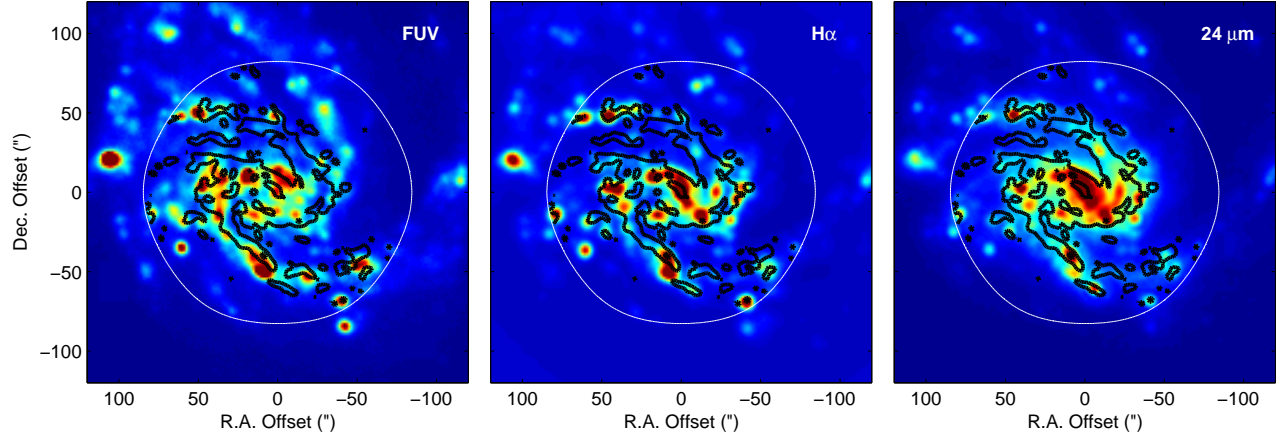 FUV
Hα
24 μm
Dec. Offset (")
100
50
0
−50
−100
100 50 0 −50 −100
100 50 0 −50 −100
100 50 0 −50 −100
R.A. Offset (")
R.A. Offset (")
R.A. Offset (")